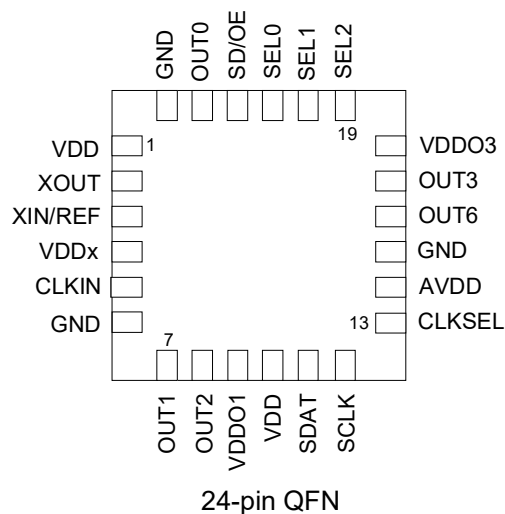 GND
OUT0
SD/OE
SEL0
SEL1
SEL2
VDD
1
19
VDDO3
XOUT
OUT3
XIN/REF
OUT6
VDDx
GND
CLKIN
AVDD
GND
7
13
CLKSEL
OUT1
OUT2
VDDO1
VDD
SDAT
SCLK
24-pin QFN